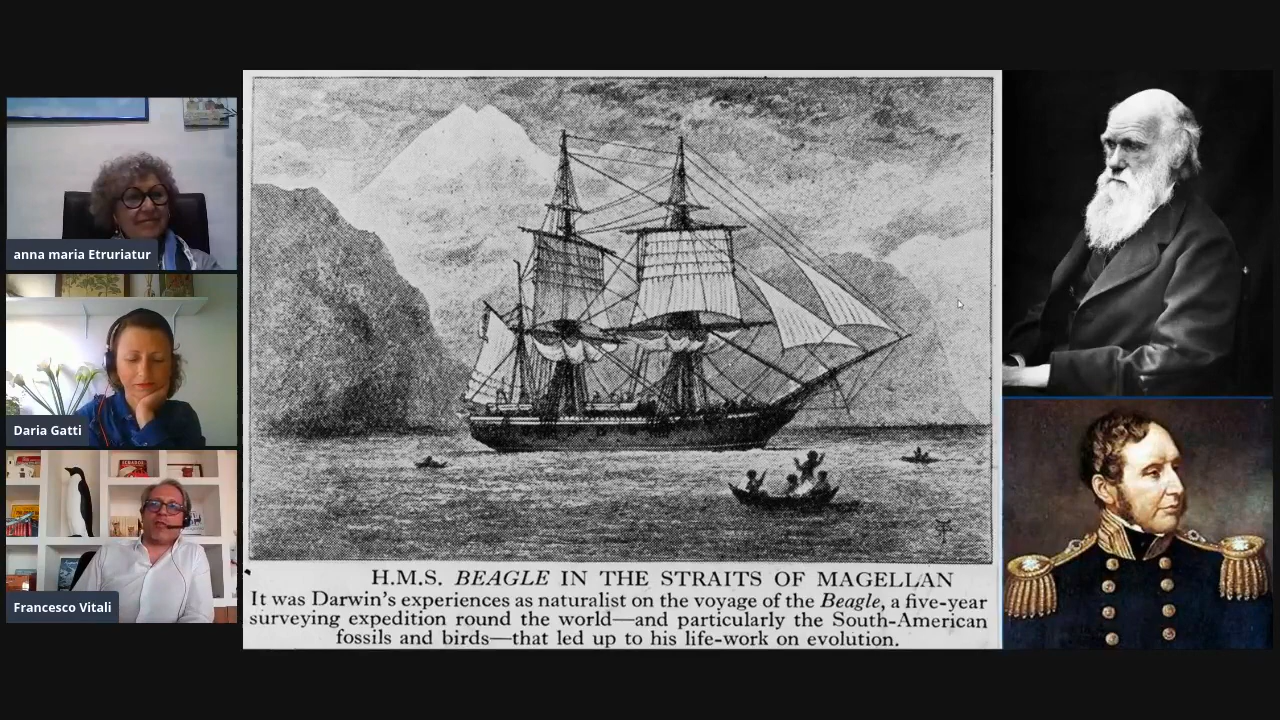 anna maria Etruriatur
Daria Gatti
Francesco Vitali
H.M.S. BEAGLE IN THE STRAITS OF MAGELLAN
It was Darwin's experiences as naturalist on the voyage of the Beagle, a five-year
surveying expedition round the world—and particularly the South-American
fossils and birds—that led up to his life-work on evolution.